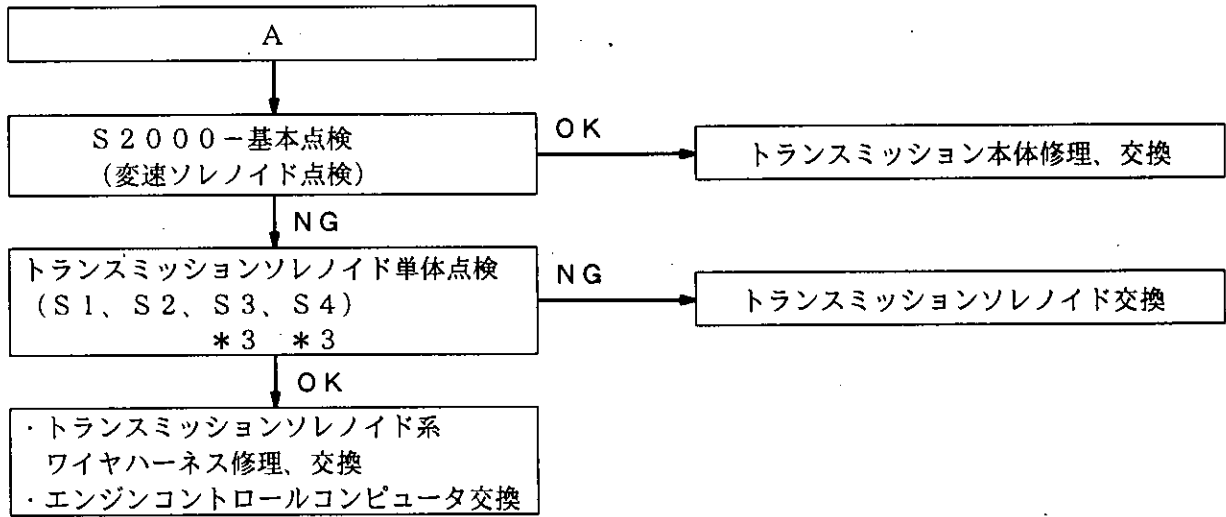 A
S2000－基本点検
OK
（変速ソレノイド点検）
トランスミッション本体修理、交換
NG
トランスミッションソレノイド単体点検
NG
（S1、S2、S3、S4）
トランスミッションソレノイド交換
＊3 ＊3
OK
・トランスミッションソレノイド系
ワイヤハーネス修理、交換
・エンジンコントロールコンピュータ交換